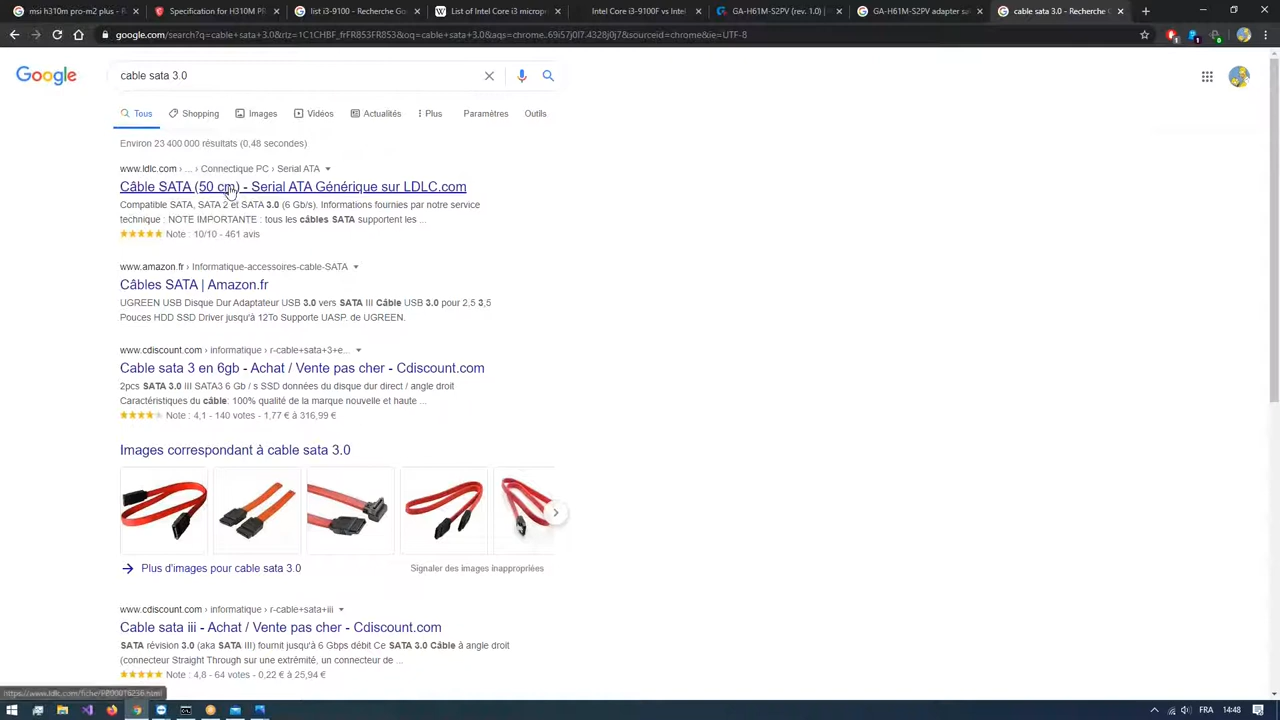 msi h310m pro-m2 plus
Specification for H310M PR
list i3-9100 - Recherche Go
List of Intel Core i3 microp
Intel Core i3-9100F vs Intel
GA-H61M-S2PV (rev. 1.0) |
GA-H61M-S2PV adapter sa
cable sata 3.0 - Recherche G
google.com/search?q=cable+sata+3.0&rlz=1C1CHBF_frFR853FR853&oq=cable+sata+3.0&aqs=chrome..69i57j0l7.4328j0j7&sourceid=chrome&ie=UTF-8
Google
cable sata 3.0
Tous
Shopping
Images
Vidéos
Actualités
Plus
Paramètres
Outils
Environ 23 400 000 résultats (0,48 secondes)
www.ldlc.com › ... › Connectique PC › Serial ATA
Câble SATA (50 cm) - Serial ATA Générique sur LDLC.com
Compatible SATA, SATA 2 et SATA 3.0 (6 Gb/s). Informations fournies par notre service
technique : NOTE IMPORTANTE : tous les câbles SATA supportent les ...
Note : 10/10 - 461 avis
www.amazon.fr › Informatique-accessoires-cable-SATA
Câbles SATA | Amazon.fr
UGREEN USB Disque Dur Adaptateur USB 3.0 vers SATA III Câble USB 3.0 pour 2,5 3,5
Pouces HDD SSD Driver jusqu'à 12To Supporte UASP. de UGREEN.
www.cdiscount.com › informatique › r-cable+sata+3+e...
Cable sata 3 en 6gb - Achat / Vente pas cher - Cdiscount.com
2pcs SATA 3.0 III SATA3 6 Gb / s SSD données du disque dur direct / angle droit
Caractéristiques du câble: 100% qualité de la marque nouvelle et haute ...
Note : 4,1 - 140 votes - 1,77 € à 316,99 €
Images correspondant à cable sata 3.0
Plus d'images pour cable sata 3.0
Signaler des images inappropriées
www.cdiscount.com › informatique › r-cable+sata+iii
Cable sata iii - Achat / Vente pas cher - Cdiscount.com
SATA révision 3.0 (aka SATA III) fournit jusqu'à 6 Gbps débit Ce SATA 3.0 Câble à angle droit
(connecteur Straight Through sur une extrémité, un connecteur de ...
Note : 4,8 - 64 votes - 0,22 € à 25,94 €
FRA
14:48